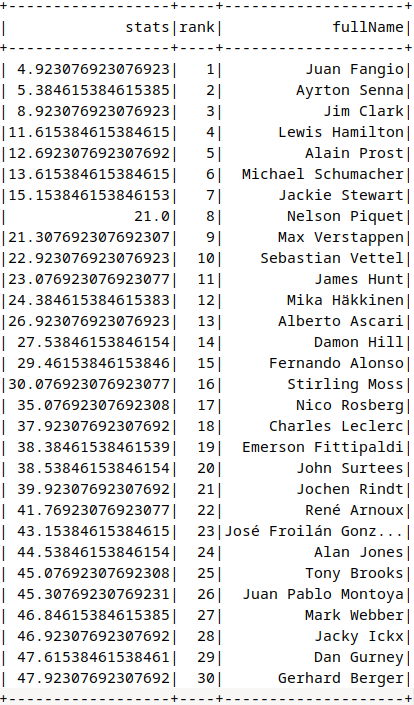 +------------------+----+--------------------+
|             stats|rank|            fullName|
+------------------+----+--------------------+
| 4.923076923076923|   1|         Juan Fangio|
| 5.384615384615385|   2|        Ayrton Senna|
| 8.923076923076923|   3|           Jim Clark|
|11.615384615384615|   4|      Lewis Hamilton|
|12.692307692307692|   5|         Alain Prost|
|13.615384615384615|   6|  Michael Schumacher|
|15.153846153846153|   7|      Jackie Stewart|
|              21.0|   8|       Nelson Piquet|
|21.307692307692307|   9|      Max Verstappen|
|22.923076923076923|  10|    Sebastian Vettel|
|23.076923076923077|  11|          James Hunt|
|24.384615384615383|  12|       Mika Häkkinen|
|26.923076923076923|  13|      Alberto Ascari|
| 27.53846153846154|  14|          Damon Hill|
| 29.46153846153846|  15|     Fernando Alonso|
|30.076923076923077|  16|       Stirling Moss|
| 35.07692307692308|  17|        Nico Rosberg|
| 37.92307692307692|  18|     Charles Leclerc|
| 38.38461538461539|  19|  Emerson Fittipaldi|
| 38.53846153846154|  20|        John Surtees|
| 39.92307692307692|  21|        Jochen Rindt|
| 41.76923076923077|  22|         René Arnoux|
| 43.15384615384615|  23|José Froilán Gonz...|
| 44.53846153846154|  24|          Alan Jones|
| 45.07692307692308|  25|         Tony Brooks|
| 45.30769230769231|  26|  Juan Pablo Montoya|
| 46.84615384615385|  27|         Mark Webber|
| 46.92307692307692|  28|          Jacky Ickx|
| 47.61538461538461|  29|          Dan Gurney|
| 47.92307692307692|  30|      Gerhard Berger|
+------------------+----+--------------------+